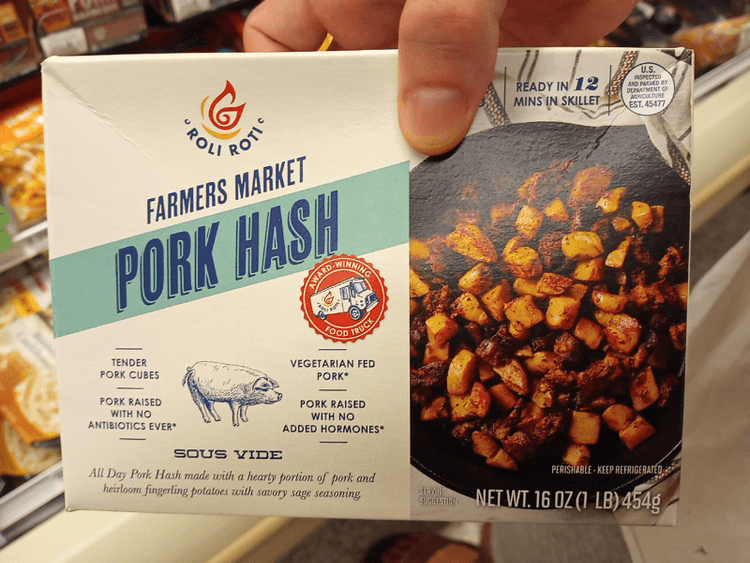 ROLI ROTI
FARMERS MARKET
PORK HASH
AWARD-WINNING
ROLI ROTI
FOOD TRUCK
TENDER
PORK CUBES
PORK RAISED
WITH NO
ANTIBIOTICS EVER*
VEGETARIAN FED
PORK*
PORK RAISED
WITH NO
ADDED HORMONES*
SOUS VIDE
All Day Pork Hash made with a hearty portion of pork and
heirloom fingerling potatoes with savory sage seasoning.
READY IN 12
MINS IN SKILLET
U.S.
INSPECTED
AND PASSED BY
DEPARTMENT OF
AGRICULTURE
EST. 45477
PERISHABLE - KEEP REFRIGERATED
SERVING
SUGGESTION
NET WT. 16 OZ (1 LB) 454g